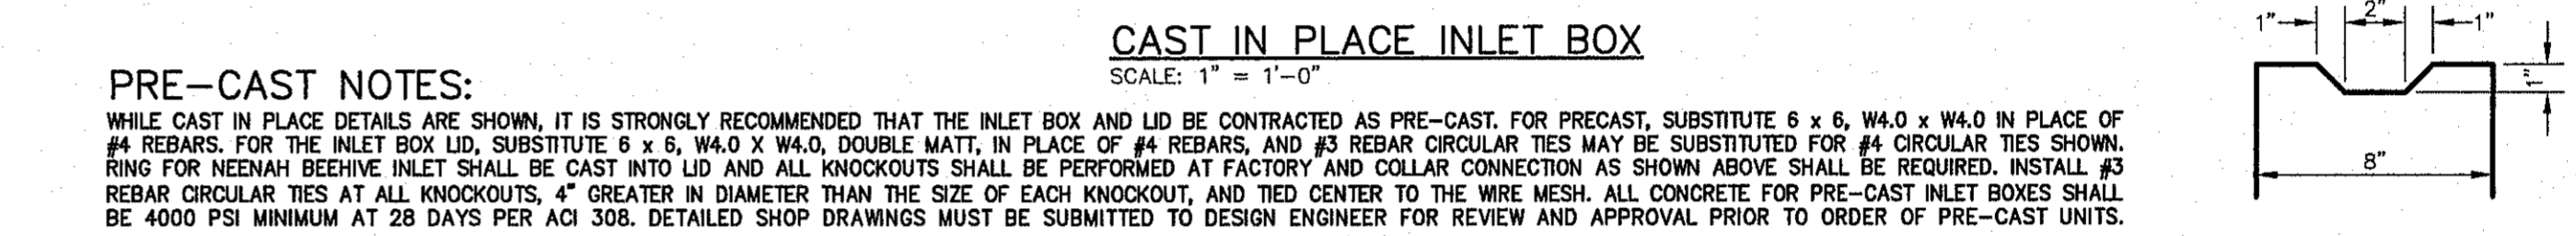 CAST IN PLACE INLET BOX
SCALE: 1" = 1'-0"
PRE-CAST NOTES:
WHILE CAST IN PLACE DETAILS ARE SHOWN, IT IS STRONGLY RECOMMENDED THAT THE INLET BOX AND LID BE CONTRACTED AS PRE-CAST. FOR PRECAST, SUBSTITUTE 6 x 6, W4.0 x W4.0 IN PLACE OF
#4 REBARS. FOR THE INLET BOX LID, SUBSTITUTE 6 x 6, W4.0 X W4.0, DOUBLE MATT, IN PLACE OF #4 REBARS, AND #3 REBAR CIRCULAR TIES MAY BE SUBSTITUTED FOR #4 CIRCULAR TIES SHOWN.
RING FOR NEENAH BEEHIVE INLET SHALL BE CAST INTO LID AND ALL KNOCKOUTS SHALL BE PERFORMED AT FACTORY AND COLLAR CONNECTION AS SHOWN ABOVE SHALL BE REQUIRED. INSTALL #3
REBAR CIRCULAR TIES AT ALL KNOCKOUTS, 4" GREATER IN DIAMETER THAN THE SIZE OF EACH KNOCKOUT, AND TIED CENTER TO THE WIRE MESH. ALL CONCRETE FOR PRE-CAST INLET BOXES SHALL
BE 4000 PSI MINIMUM AT 28 DAYS PER ACI 308. DETAILED SHOP DRAWINGS MUST BE SUBMITTED TO DESIGN ENGINEER FOR REVIEW AND APPROVAL PRIOR TO ORDER OF PRE-CAST UNITS.
1" 2" 1"
1"
8"